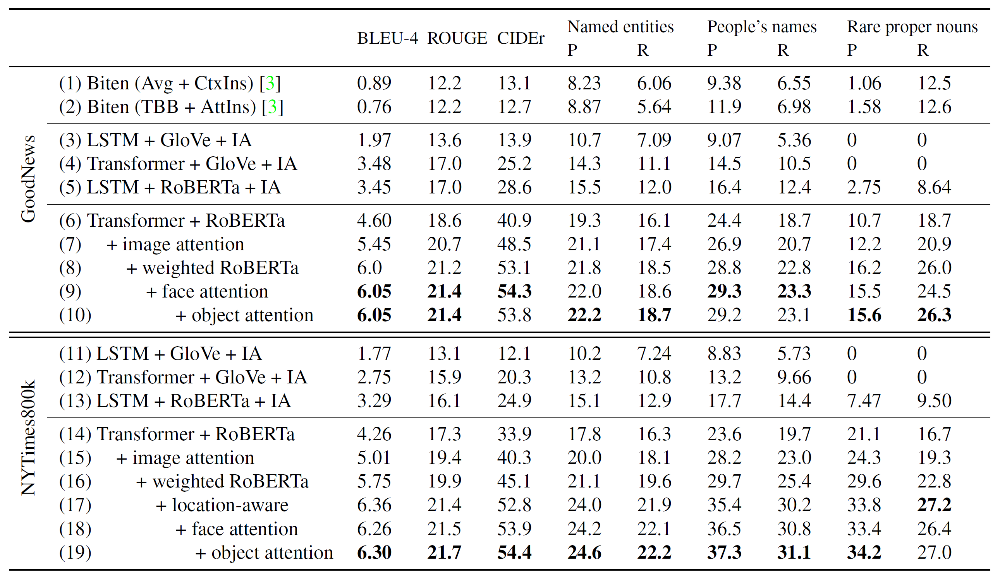 BLEU-4 ROUGE CIDEr Named entities People's names Rare proper nouns
P R P R P R
GoodNews
(1) Biten (Avg + CtxIns) [3] 0.89 12.2 13.1 8.23 6.06 9.38 6.55 1.06 12.5
(2) Biten (TBB + AttIns) [3] 0.76 12.2 12.7 8.87 5.64 11.9 6.98 1.58 12.6
(3) LSTM + GloVe + IA 1.97 13.6 13.9 10.7 7.09 9.07 5.36 0 0
(4) Transformer + GloVe + IA 3.48 17.0 25.2 14.3 11.1 14.5 10.5 0 0
(5) LSTM + RoBERTa + IA 3.45 17.0 28.6 15.5 12.0 16.4 12.4 2.75 8.64
(6) Transformer + RoBERTa 4.60 18.6 40.9 19.3 16.1 24.4 18.7 10.7 18.7
(7) + image attention 5.45 20.7 48.5 21.1 17.4 26.9 20.7 12.2 20.9
(8) + weighted RoBERTa 6.0 21.2 53.1 21.8 18.5 28.8 22.8 16.2 26.0
(9) + face attention 6.05 21.4 54.3 22.0 18.6 29.3 23.3 15.5 24.5
(10) + object attention 6.05 21.4 53.8 22.2 18.7 29.2 23.1 15.6 26.3
NYTimes800k
(11) LSTM + GloVe + IA 1.77 13.1 12.1 10.2 7.24 8.83 5.73 0 0
(12) Transformer + GloVe + IA 2.75 15.9 20.3 13.2 10.8 13.2 9.66 0 0
(13) LSTM + RoBERTa + IA 3.29 16.1 24.9 15.1 12.9 17.7 14.4 7.47 9.50
(14) Transformer + RoBERTa 4.26 17.3 33.9 17.8 16.3 23.6 19.7 21.1 16.7
(15) + image attention 5.01 19.4 40.3 20.0 18.1 28.2 23.0 24.3 19.3
(16) + weighted RoBERTa 5.75 19.9 45.1 21.1 19.6 29.7 25.4 29.6 22.8
(17) + location-aware 6.36 21.4 52.8 24.0 21.9 35.4 30.2 33.8 27.2
(18) + face attention 6.26 21.5 53.9 24.2 22.1 36.5 30.8 33.4 26.4
(19) + object attention 6.30 21.7 54.4 24.6 22.2 37.3 31.1 34.2 27.0